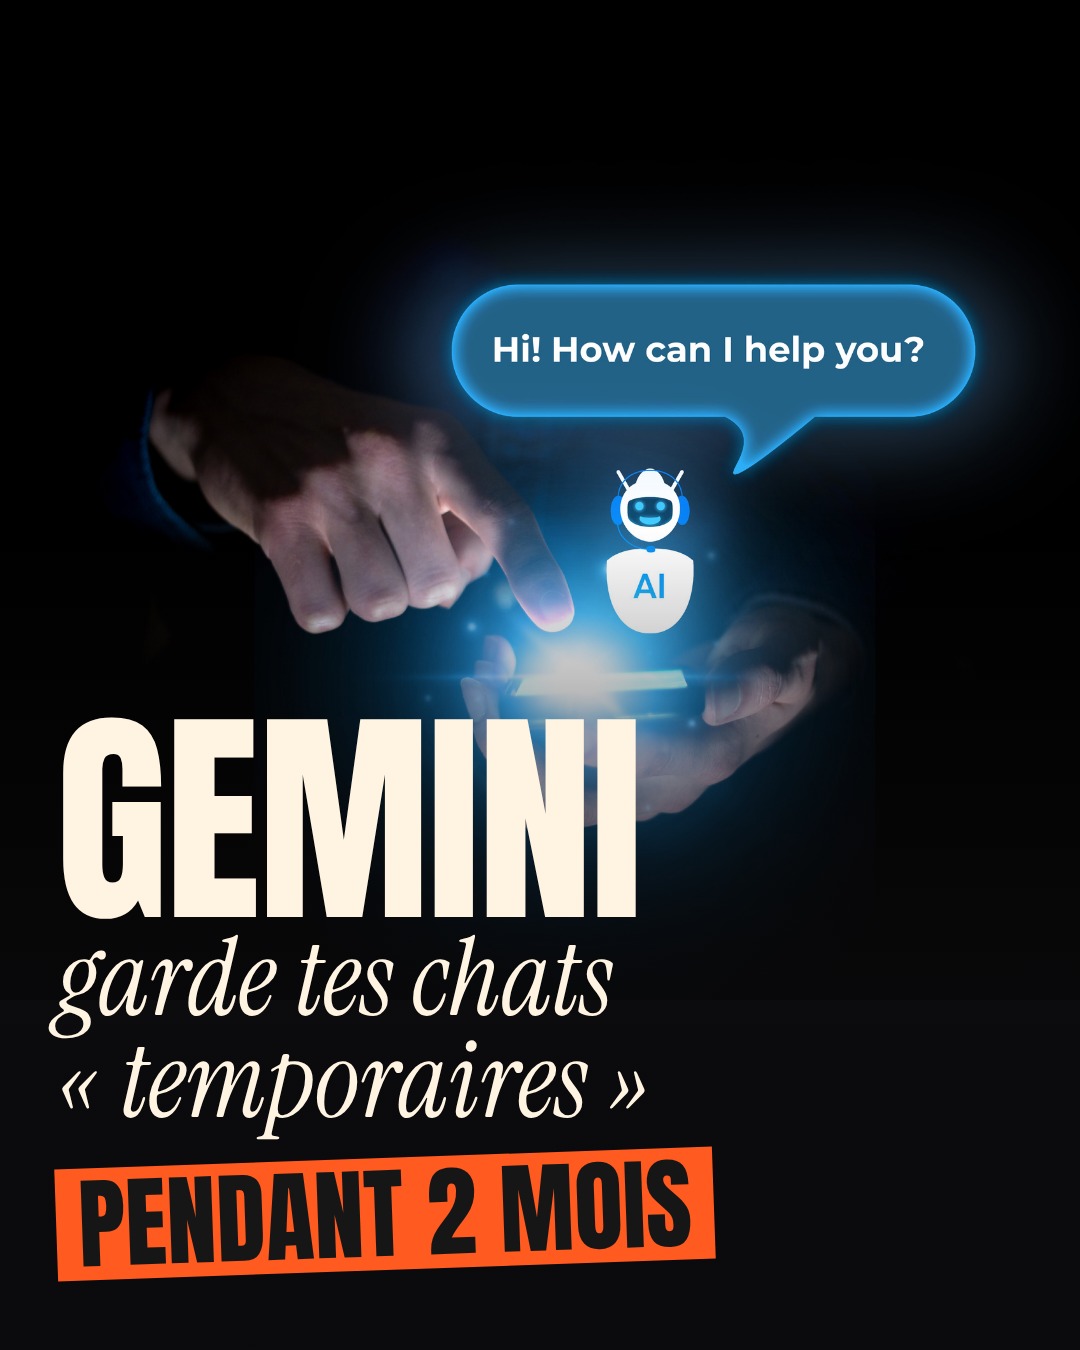 Hi! How can I help you?
AI
GEMINI
garde tes chats
« temporaires »
PENDANT 2 MOIS